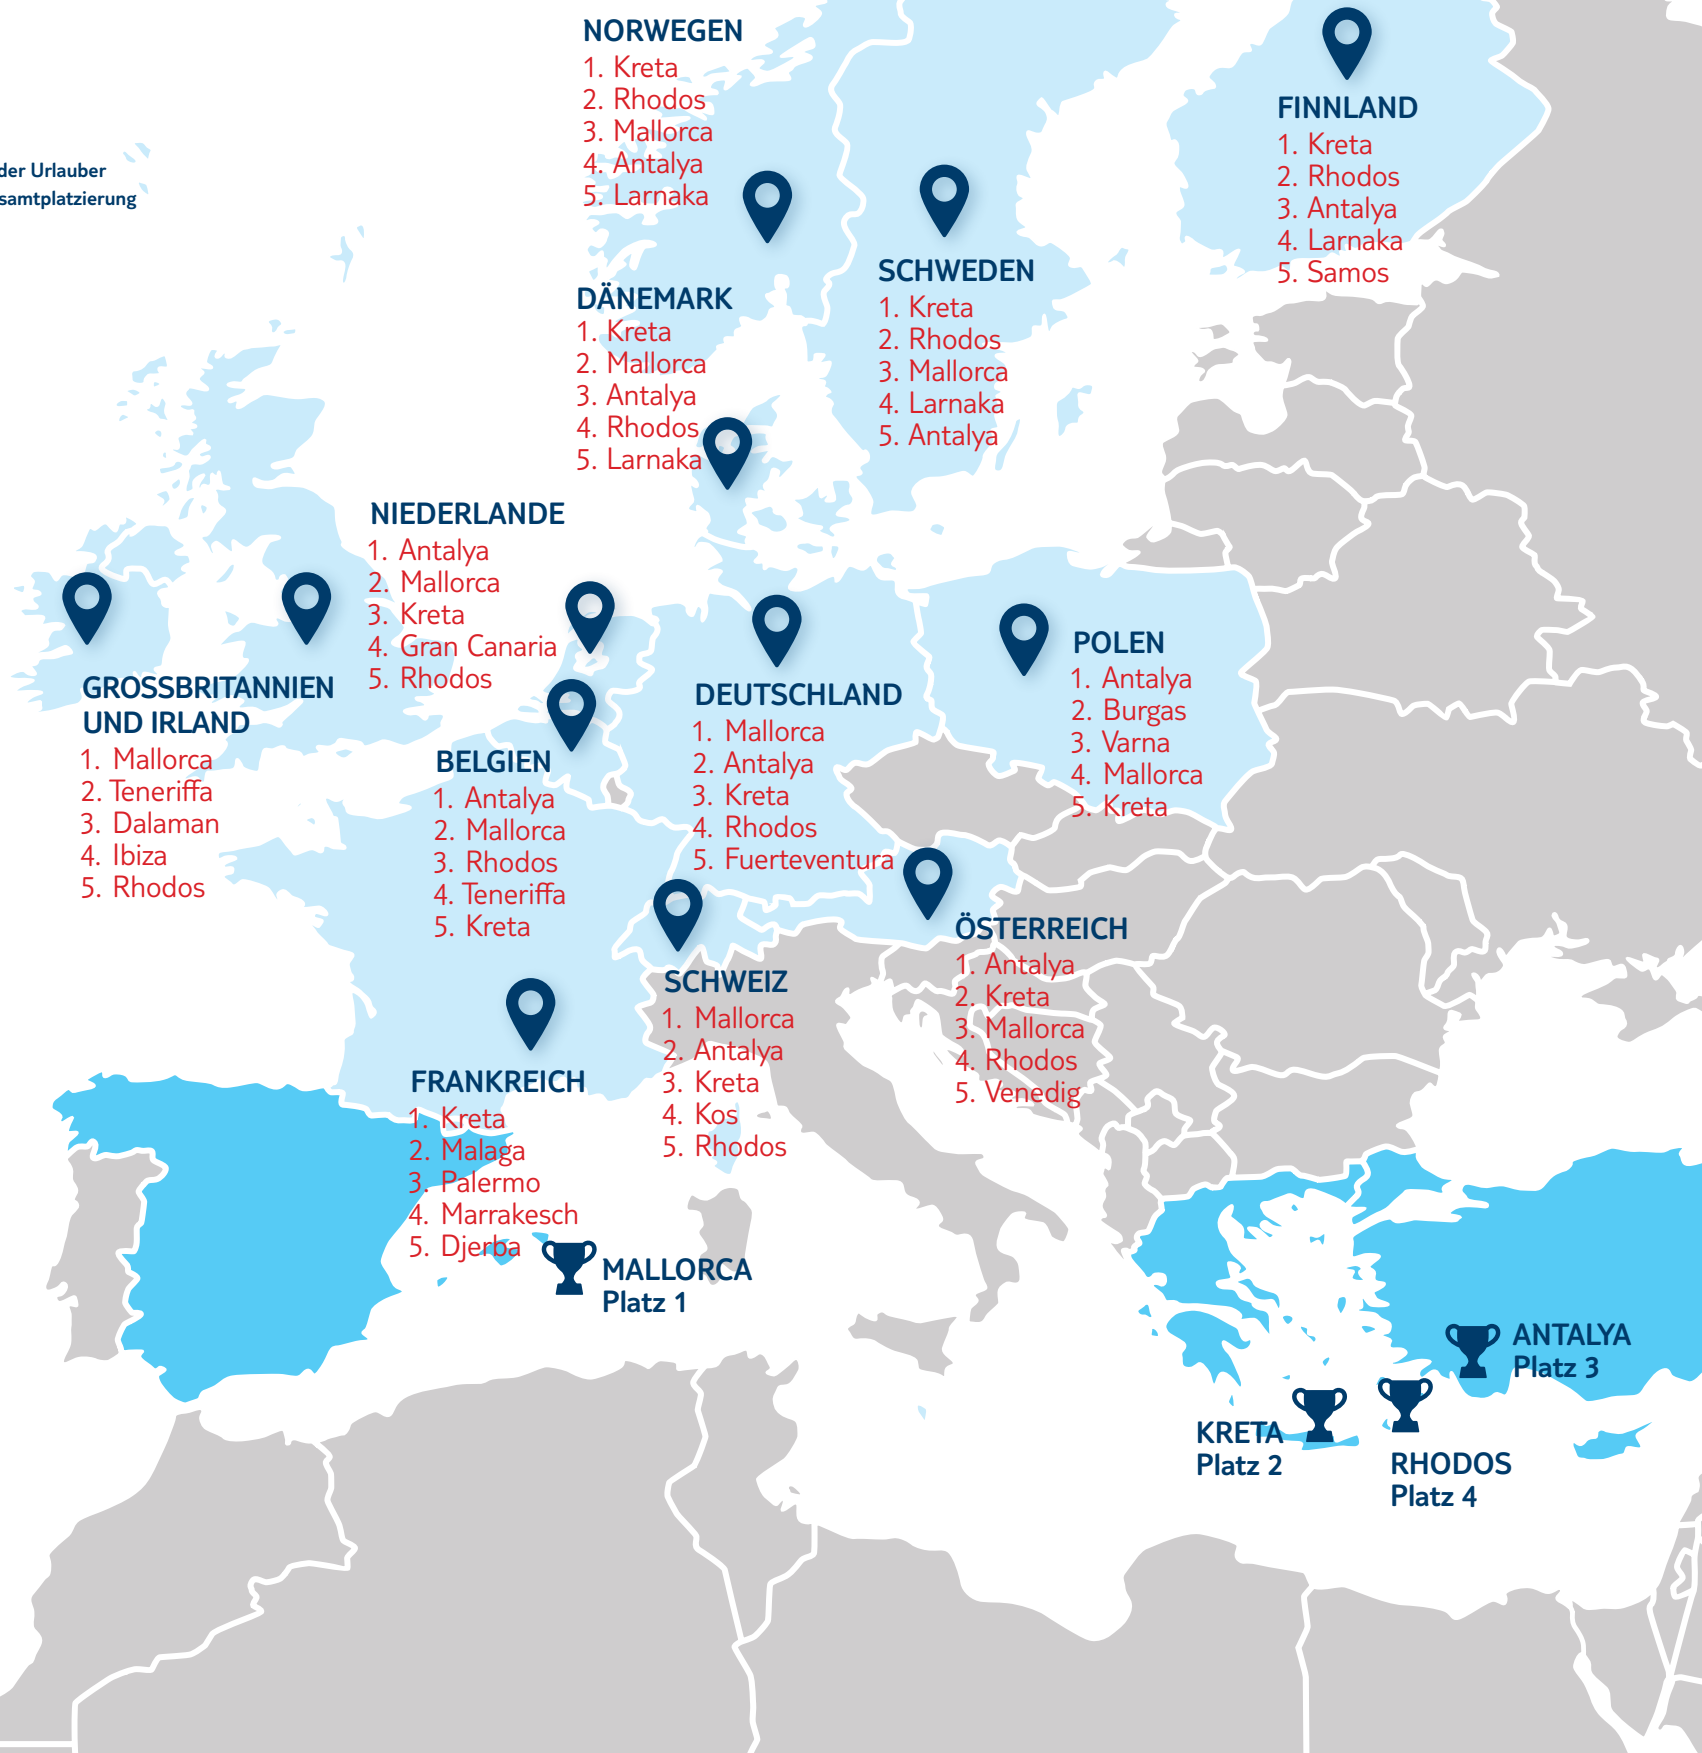 der Urlauber
samtplatzierung
NORWEGEN
1. Kreta
2. Rhodos
3. Mallorca
4. Antalya
5. Larnaka
FINNLAND
1. Kreta
2. Rhodos
3. Antalya
4. Larnaka
5. Samos
SCHWEDEN
1. Kreta
2. Rhodos
3. Mallorca
4. Larnaka
5. Antalya
DÄNEMARK
1. Kreta
2. Mallorca
3. Antalya
4. Rhodos
5. Larnaka
NIEDERLANDE
1. Antalya
2. Mallorca
3. Kreta
4. Gran Canaria
5. Rhodos
GROSSBRITANNIEN
UND IRLAND
1. Mallorca
2. Teneriffa
3. Dalaman
4. Ibiza
5. Rhodos
BELGIEN
1. Antalya
2. Mallorca
3. Rhodos
4. Teneriffa
5. Kreta
DEUTSCHLAND
1. Mallorca
2. Antalya
3. Kreta
4. Rhodos
5. Fuerteventura
POLEN
1. Antalya
2. Burgas
3. Varna
4. Mallorca
5. Kreta
ÖSTERREICH
1. Antalya
2. Kreta
3. Mallorca
4. Rhodos
5. Venedig
SCHWEIZ
1. Mallorca
2. Antalya
3. Kreta
4. Kos
5. Rhodos
FRANKREICH
1. Kreta
2. Malaga
3. Palermo
4. Marrakesch
5. Djerba
MALLORCA
Platz 1
ANTALYA
Platz 3
KRETA
Platz 2
RHODOS
Platz 4